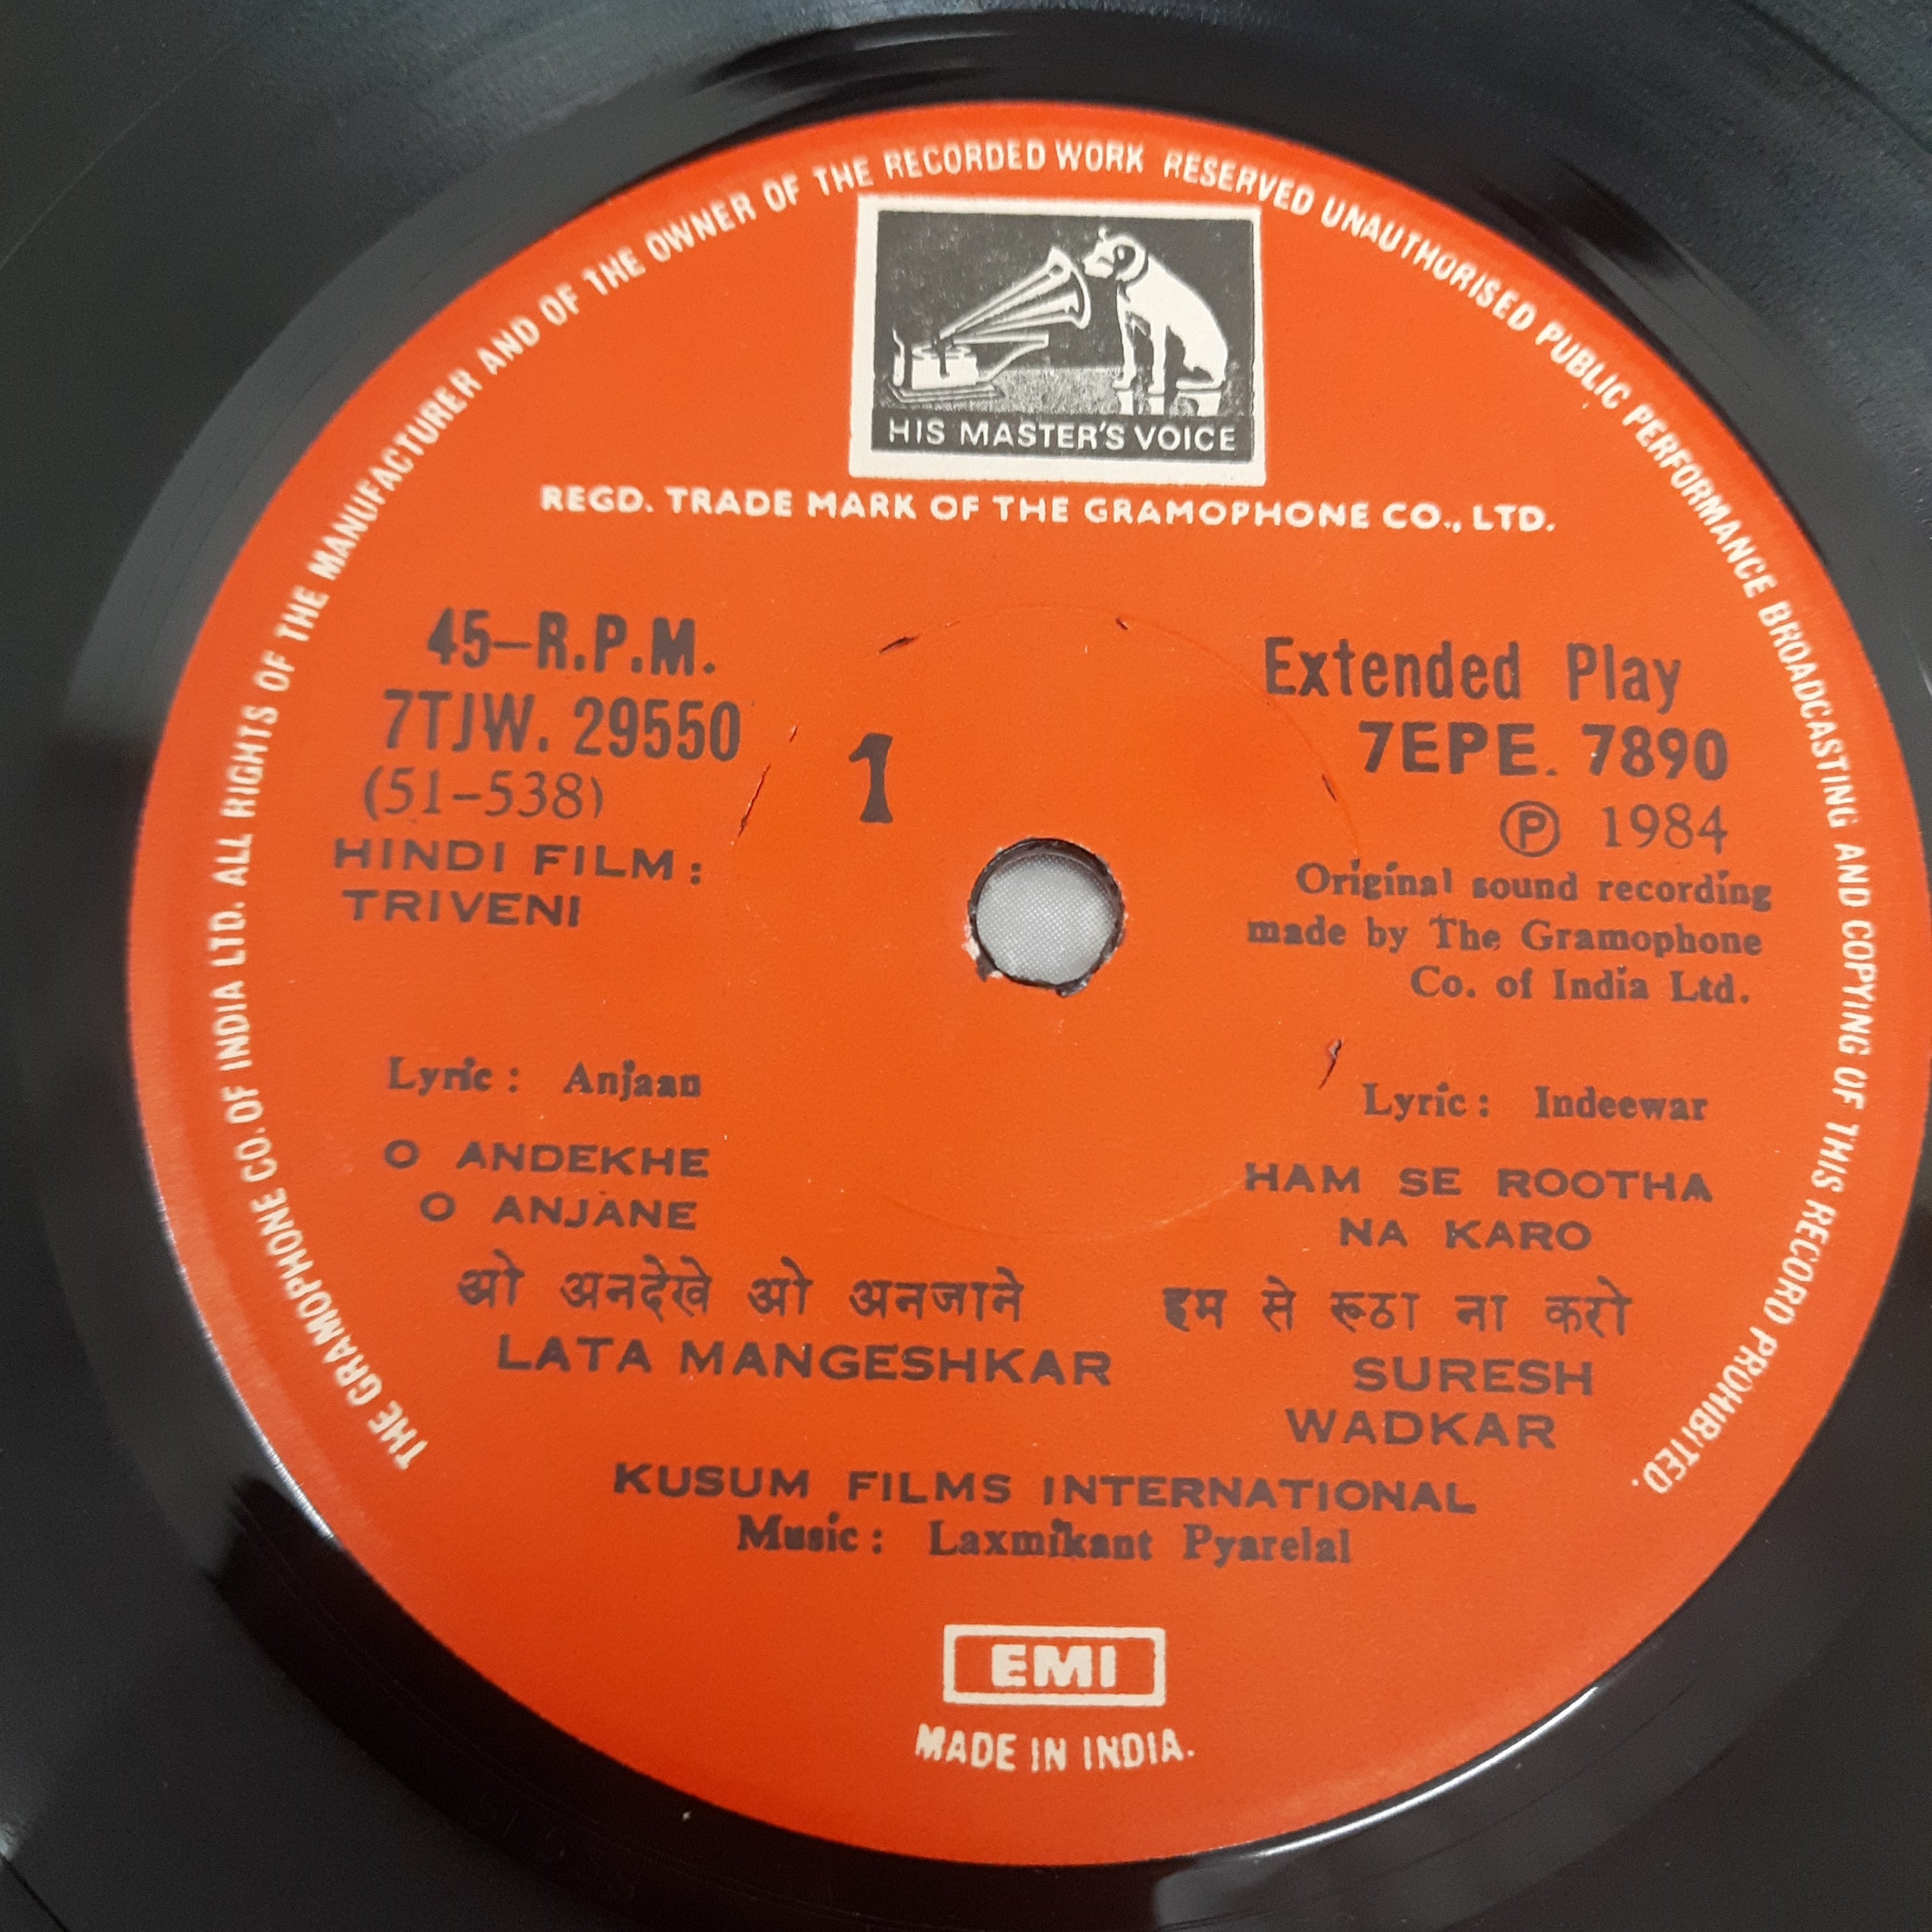 THE GRAMOPHONE CO. OF INDIA LTD. ALL RIGHTS OF THE MANUFACTURER AND OF THE OWNER OF THE RECORDED WORK RESERVED UNAUTHORISED PUBLIC PERFORMANCE BROADCASTING AND COPYING OF THIS RECORD PROHIBITED.
HIS MASTER'S VOICE
REGD. TRADE MARK OF THE GRAMOPHONE CO., LTD.
45-R.P.M.
7TJW. 29550
(51-538)
HINDI FILM :
TRIVENI
1
Extended Play
7EPE. 7890
Ⓟ 1984
Original sound recording
made by The Gramophone
Co. of India Ltd.
Lyric : Anjaan
O ANDEKHE
O ANJANE
ओ अनदेखे ओ अनजाने
LATA MANGESHKAR
Lyric : Indeewar
HAM SE ROOTHA
NA KARO
हम से रूठा ना करो
SURESH
WADKAR
KUSUM FILMS INTERNATIONAL
Music : Laxmikant Pyarelal
EMI
MADE IN INDIA.